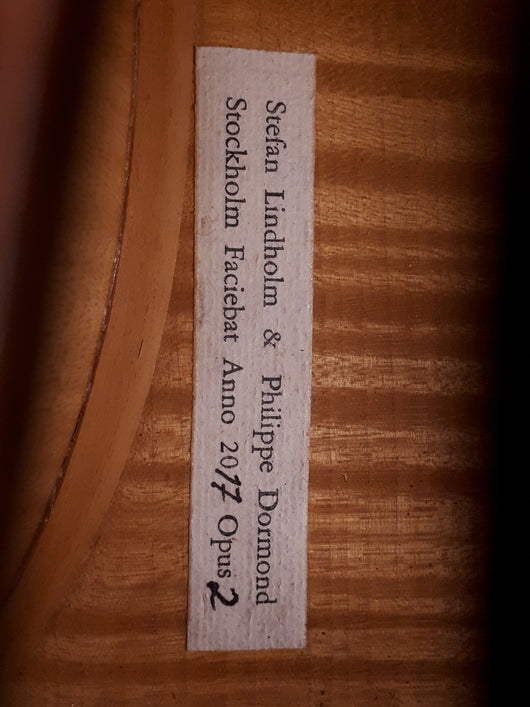 Stefan Lindholm & Philippe Dormond
Stockholm Faciebat Anno 2017 Opus 2